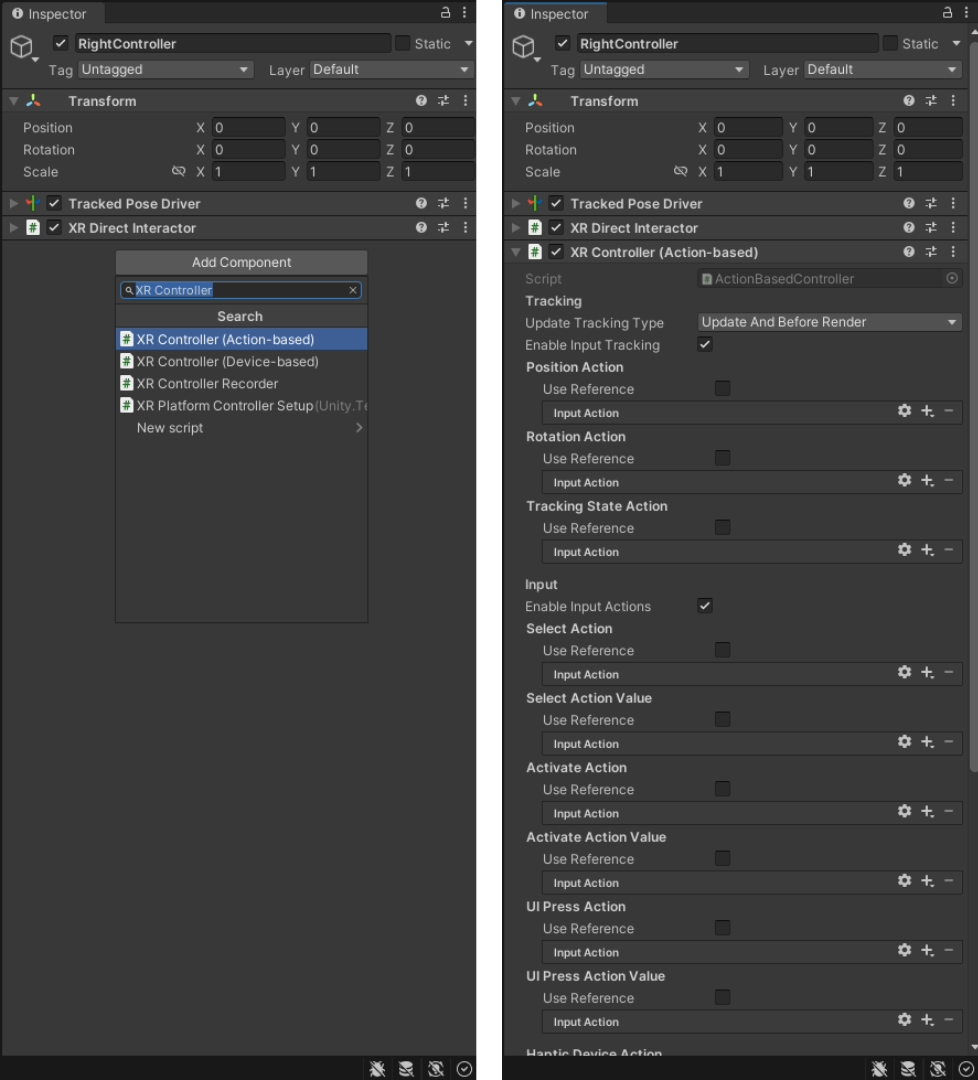 Inspector
RightController
Static
Tag Untagged Layer Default
Transform
Position X 0 Y 0 Z 0
Rotation X 0 Y 0 Z 0
Scale X 1 Y 1 Z 1
Tracked Pose Driver
XR Direct Interactor
Add Component
XR Controller
Search
XR Controller (Action-based)
XR Controller (Device-based)
XR Controller Recorder
XR Platform Controller Setup (Unity.Te
New script
Inspector
RightController
Static
Tag Untagged Layer Default
Transform
Position X 0 Y 0 Z 0
Rotation X 0 Y 0 Z 0
Scale X 1 Y 1 Z 1
Tracked Pose Driver
XR Direct Interactor
XR Controller (Action-based)
Script ActionBasedController
Tracking
Update Tracking Type Update And Before Render
Enable Input Tracking
Position Action
Use Reference
Input Action
Rotation Action
Use Reference
Input Action
Tracking State Action
Use Reference
Input Action
Input
Enable Input Actions
Select Action
Use Reference
Input Action
Select Action Value
Use Reference
Input Action
Activate Action
Use Reference
Input Action
Activate Action Value
Use Reference
Input Action
UI Press Action
Use Reference
Input Action
UI Press Action Value
Use Reference
Input Action
Haptic Device Action